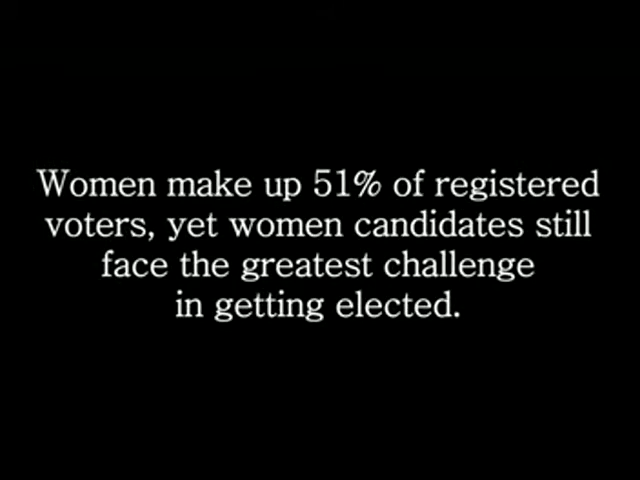 Women make up 51% of registered
voters, yet women candidates still
face the greatest challenge
in getting elected.